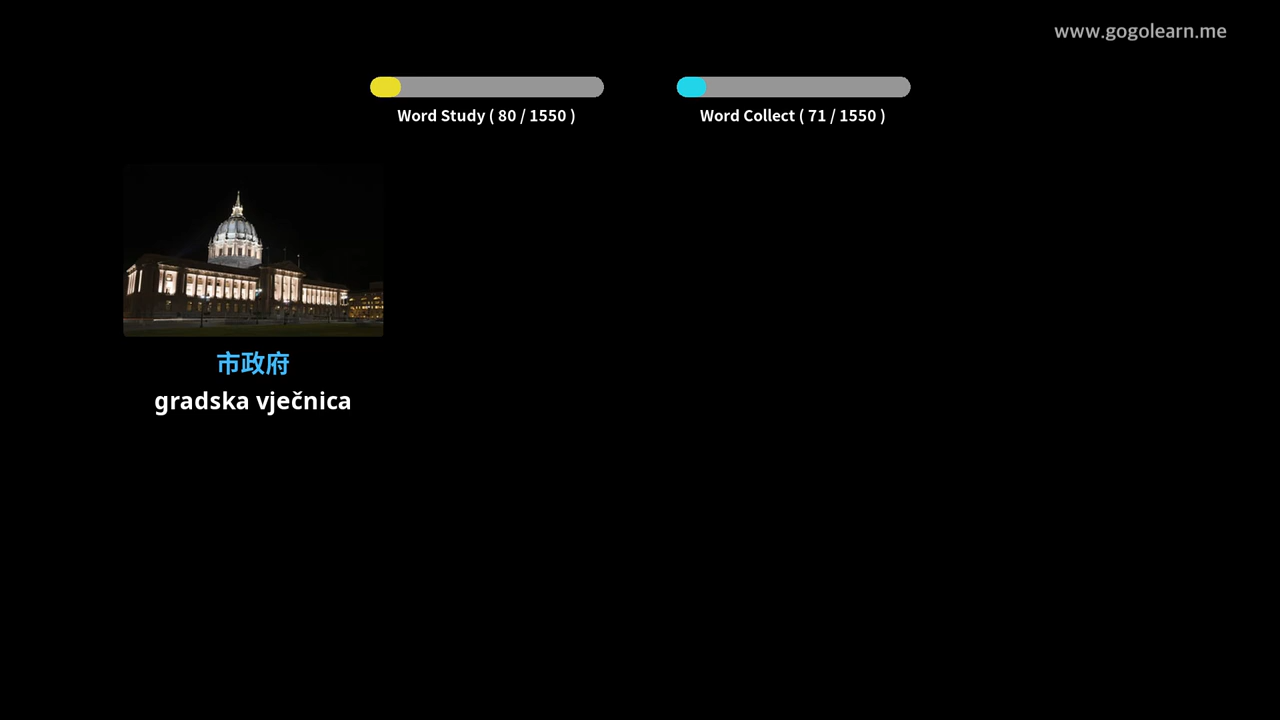 www.gogolearn.me
Word Study ( 80 / 1550 )
Word Collect ( 71 / 1550 )
市政府
gradska vječnica